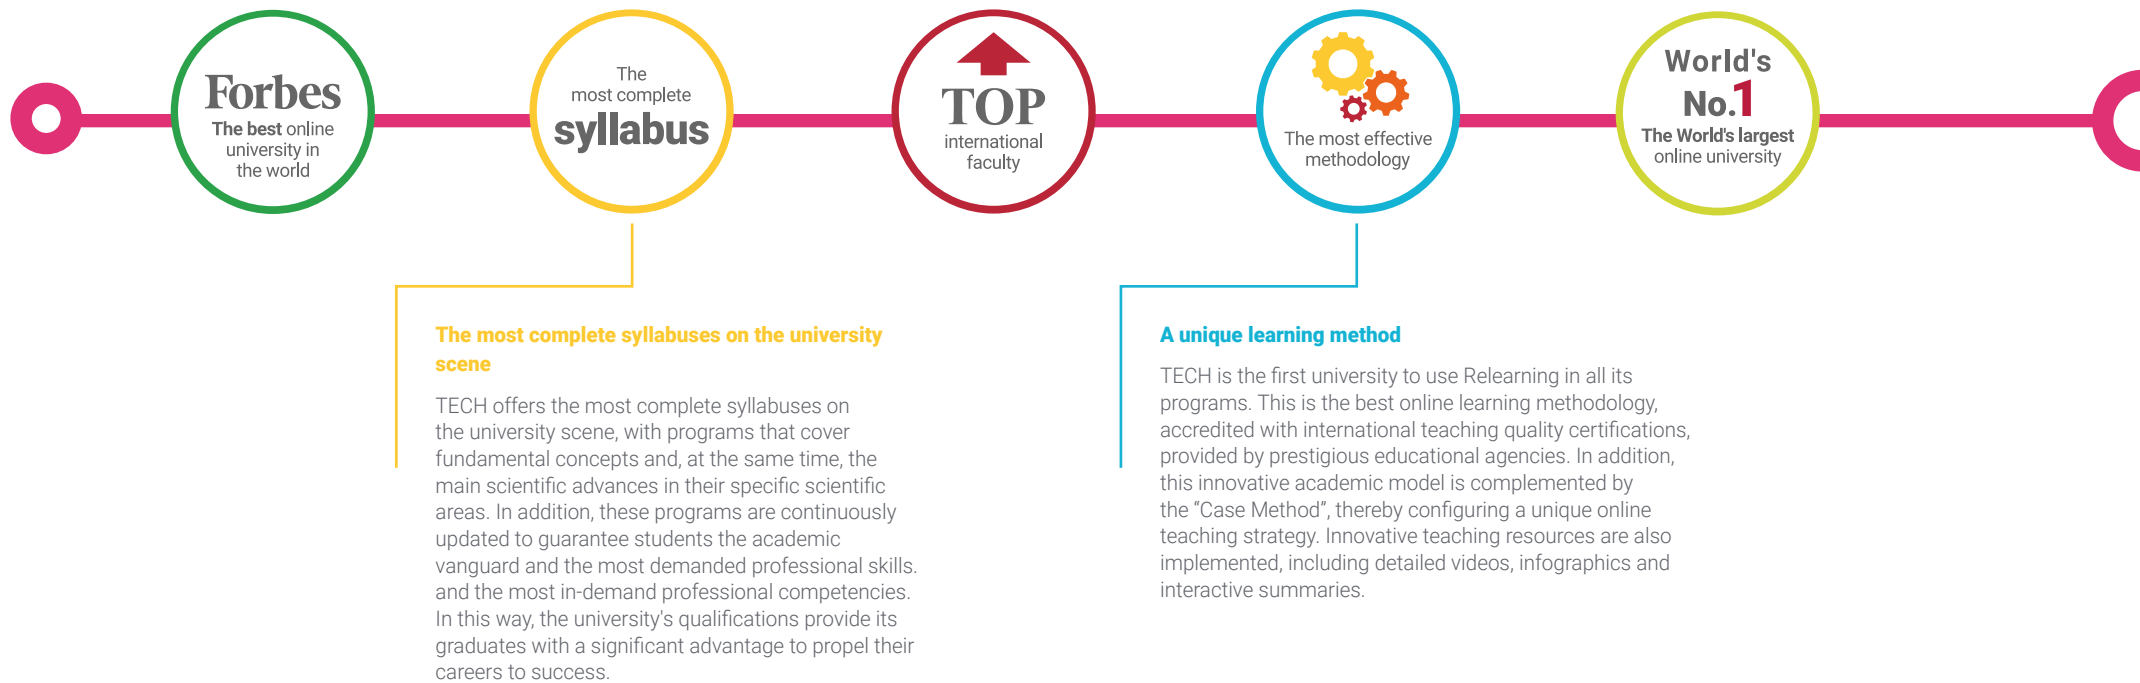 Forbes
The best online
university in
the world
The
most complete
syllabus
TOP
international
faculty
The most effective
methodology
World's
No.1
The World's largest
online university
The most complete syllabuses on the university
scene
TECH offers the most complete syllabuses on
the university scene, with programs that cover
fundamental concepts and, at the same time, the
main scientific advances in their specific scientific
areas. In addition, these programs are continuously
updated to guarantee students the academic
vanguard and the most demanded professional skills.
and the most in-demand professional competencies.
In this way, the university's qualifications provide its
graduates with a significant advantage to propel their
careers to success.
A unique learning method
TECH is the first university to use Relearning in all its
programs. This is the best online learning methodology,
accredited with international teaching quality certifications,
provided by prestigious educational agencies. In addition,
this innovative academic model is complemented by
the “Case Method”, thereby configuring a unique online
teaching strategy. Innovative teaching resources are also
implemented, including detailed videos, infographics and
interactive summaries.